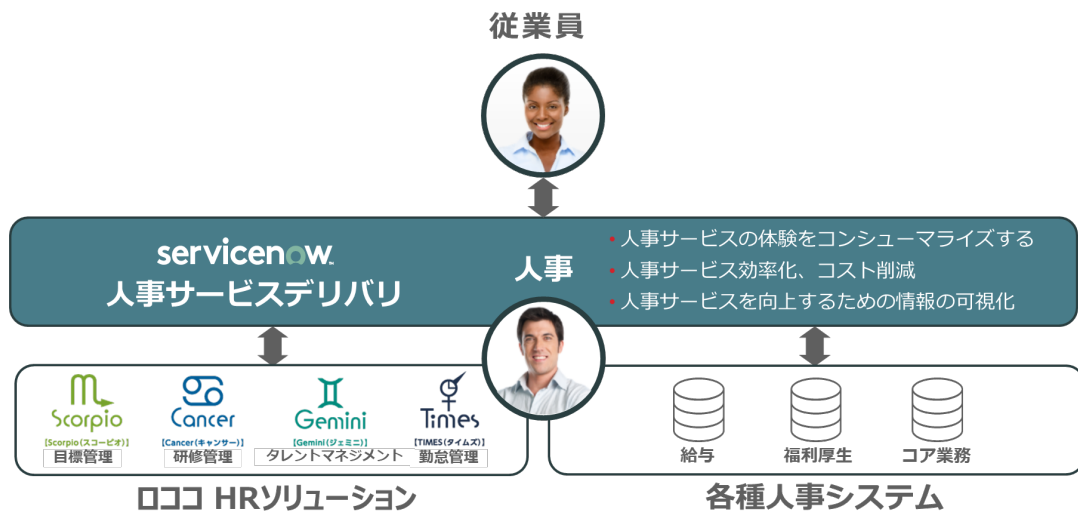 従業員
servicenow.
人事サービスデリバリ
人事
• 人事サービスの体験をコンシューマライズする
• 人事サービス効率化、コスト削減
• 人事サービスを向上するための情報の可視化
Scorpio
【Scorpio(スコーピオ)】
目標管理
Cancer
【Cancer(キャンサー)】
研修管理
Gemini
【Gemini(ジェミニ)】
タレントマネジメント
Times
【TIMES(タイムズ)】
勤怠管理
給与
福利厚生
コア業務
ロココ HRソリューション
各種人事システム